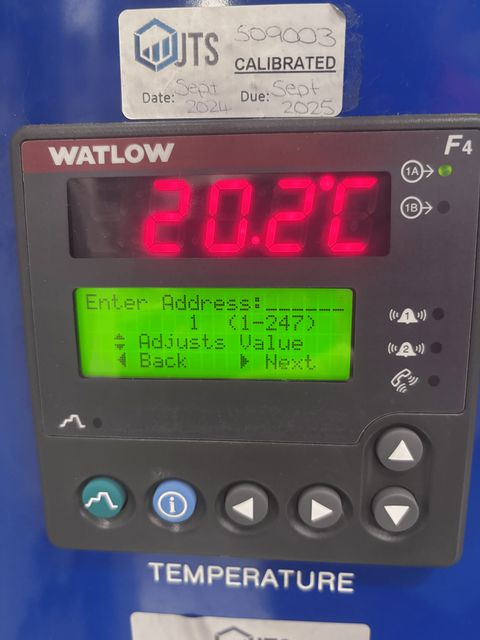 JTS
S09003
CALIBRATED
Date: Sept 2024 Due: Sept 2025
WATLOW
F4
1A
20.2°C
1B
Enter Address:______
1 (1-247)
Adjusts Value
Back Next
1
2
i
TEMPERATURE
JTS